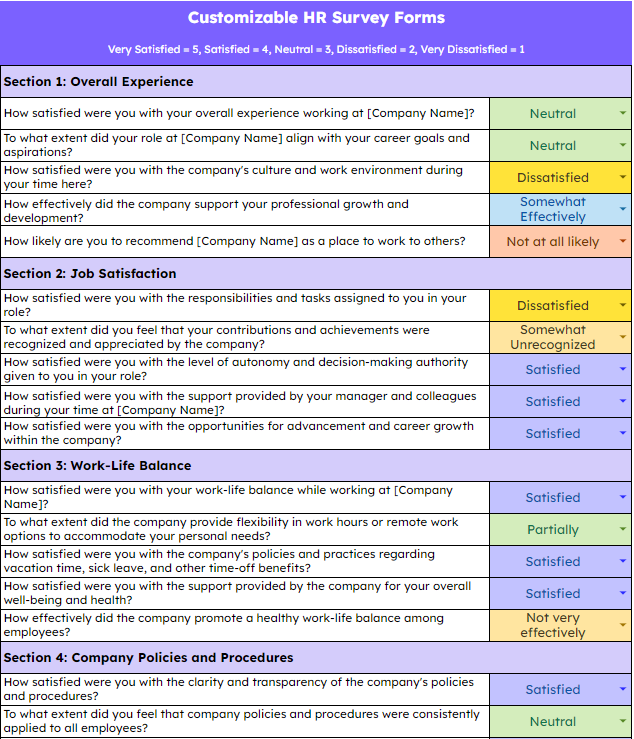 Customizable HR Survey Forms
Very Satisfied = 5, Satisfied = 4, Neutral = 3, Dissatisfied = 2, Very Dissatisfied = 1
Section 1: Overall Experience
How satisfied were you with your overall experience working at [Company Name]?
Neutral
To what extent did your role at [Company Name] align with your career goals and
aspirations?
Neutral
How satisfied were you with the company's culture and work environment during
your time here?
Dissatisfied
How effectively did the company support your professional growth and
development?
Somewhat
Effectively
How likely are you to recommend [Company Name] as a place to work to others?
Not at all likely
Section 2: Job Satisfaction
How satisfied were you with the responsibilities and tasks assigned to you in your
role?
Dissatisfied
To what extent did you feel that your contributions and achievements were
recognized and appreciated by the company?
Somewhat
Unrecognized
How satisfied were you with the level of autonomy and decision-making authority
given to you in your role?
Satisfied
How satisfied were you with the support provided by your manager and colleagues
during your time at [Company Name]?
Satisfied
How satisfied were you with the opportunities for advancement and career growth
within the company?
Satisfied
Section 3: Work-Life Balance
How satisfied were you with your work-life balance while working at [Company
Name]?
Satisfied
To what extent did the company provide flexibility in work hours or remote work
options to accommodate your personal needs?
Partially
How satisfied were you with the company's policies and practices regarding
vacation time, sick leave, and other time-off benefits?
Satisfied
How satisfied were you with the support provided by the company for your overall
well-being and health?
Satisfied
How effectively did the company promote a healthy work-life balance among
employees?
Not very
effectively
Section 4: Company Policies and Procedures
How satisfied were you with the clarity and transparency of the company's policies
and procedures?
Satisfied
To what extent did you feel that company policies and procedures were consistently
applied to all employees?
Neutral